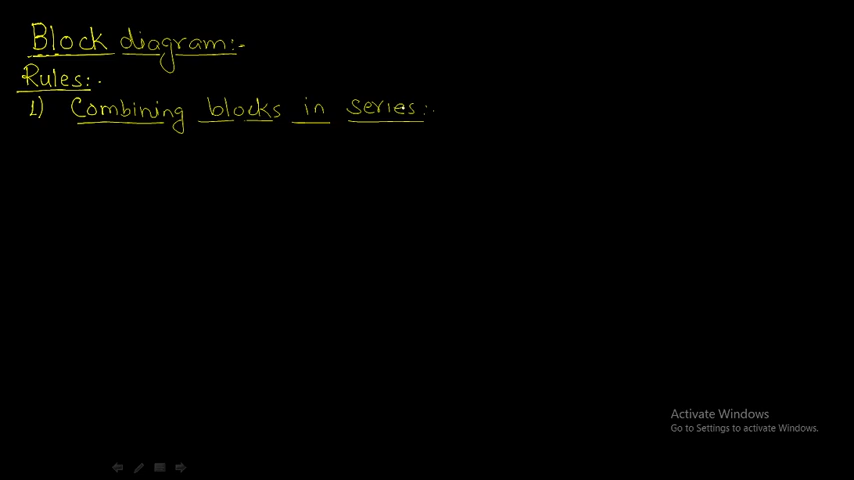 Block diagram:-
Rules:-
1) Combining blocks in series:-
Activate Windows
Go to Settings to activate Windows.